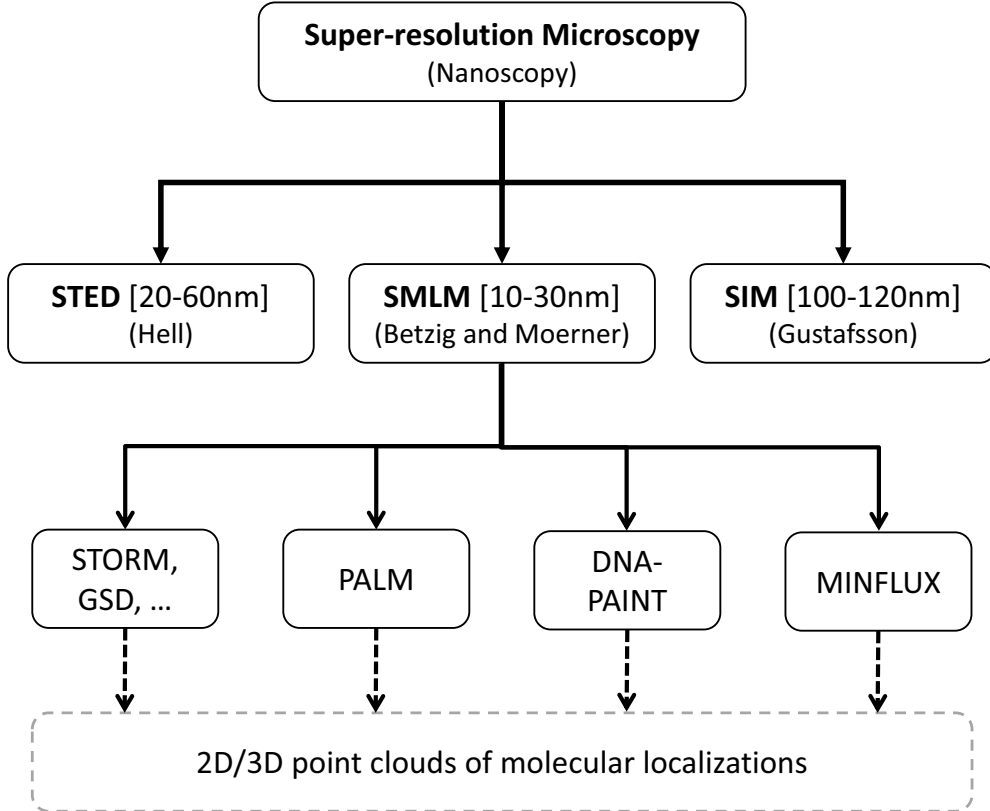 Super-resolution Microscopy
(Nanoscopy)
STED [20-60nm]
(Hell)
SMLM [10-30nm]
(Betzig and Moerner)
SIM [100-120nm]
(Gustafsson)
STORM,
GSD, ...
PALM
DNA-
PAINT
MINFLUX
2D/3D point clouds of molecular localizations